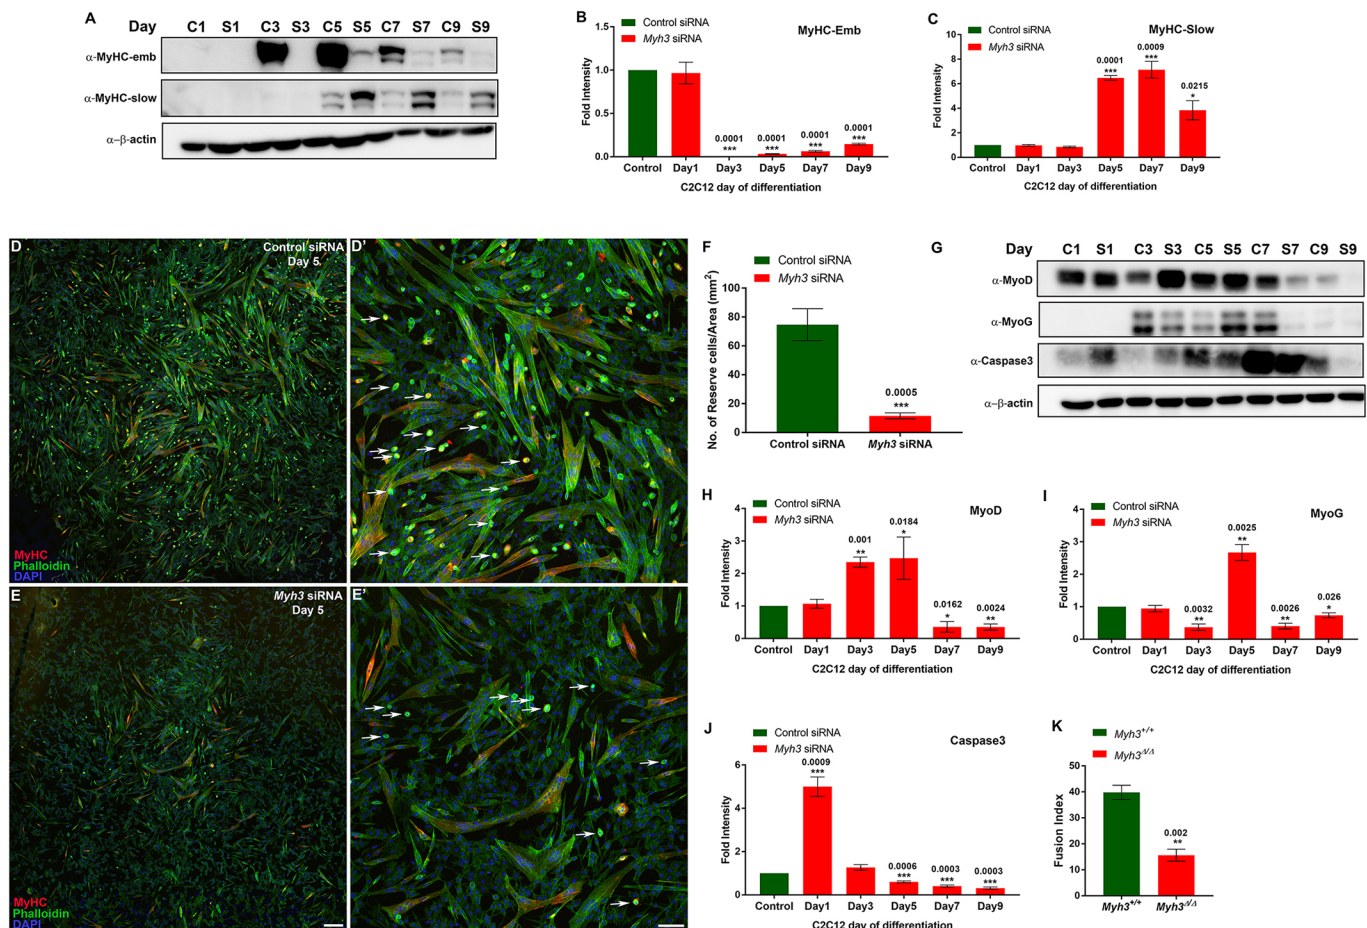 A
Day C1 S1 C3 S3 C5 S5 C7 S7 C9 S9
α-MyHC-emb
α-MyHC-slow
α–β-actin
B
Control siRNA
Myh3 siRNA
MyHC-Emb
Fold Intensity
1.5
1.0
0.5
0.0
0.0001
***
0.0001
***
0.0001
***
0.0001
***
Control Day1 Day3 Day5 Day7 Day9
C2C12 day of differentiation
C
Control siRNA
Myh3 siRNA
MyHC-Slow
Fold Intensity
10
8
6
4
2
0
0.0001
***
0.0009
***
0.0215
*
Control Day1 Day3 Day5 Day7 Day9
C2C12 day of differentiation
D
Control siRNA
Day 5
MyHC
Phalloidin
DAPI
D'
E
Myh3 siRNA
Day 5
MyHC
Phalloidin
DAPI
E'
F
Control siRNA
Myh3 siRNA
No. of Reserve cells/Area (mm²)
100
80
60
40
20
0
0.0005
***
Control siRNA Myh3 siRNA
G
Day C1 S1 C3 S3 C5 S5 C7 S7 C9 S9
α-MyoD
α-MyoG
α-Caspase3
α–β-actin
H
Control siRNA
Myh3 siRNA
MyoD
Fold Intensity
4
3
2
1
0
0.001
**
0.0184
*
0.0162
*
0.0024
**
Control Day1 Day3 Day5 Day7 Day9
C2C12 day of differentiation
I
Control siRNA
Myh3 siRNA
MyoG
Fold Intensity
4
3
2
1
0
0.0032
**
0.0025
**
0.0026
**
0.026
*
Control Day1 Day3 Day5 Day7 Day9
C2C12 day of differentiation
J
Control siRNA
Myh3 siRNA
Caspase3
Fold Intensity
6
4
2
0
0.0009
***
0.0006
***
0.0003
***
0.0003
***
Control Day1 Day3 Day5 Day7 Day9
C2C12 day of differentiation
K
Myh3+/+
Myh3Δ/Δ
Fusion Index
50
40
30
20
10
0
0.002
**
Myh3+/+ Myh3Δ/Δ